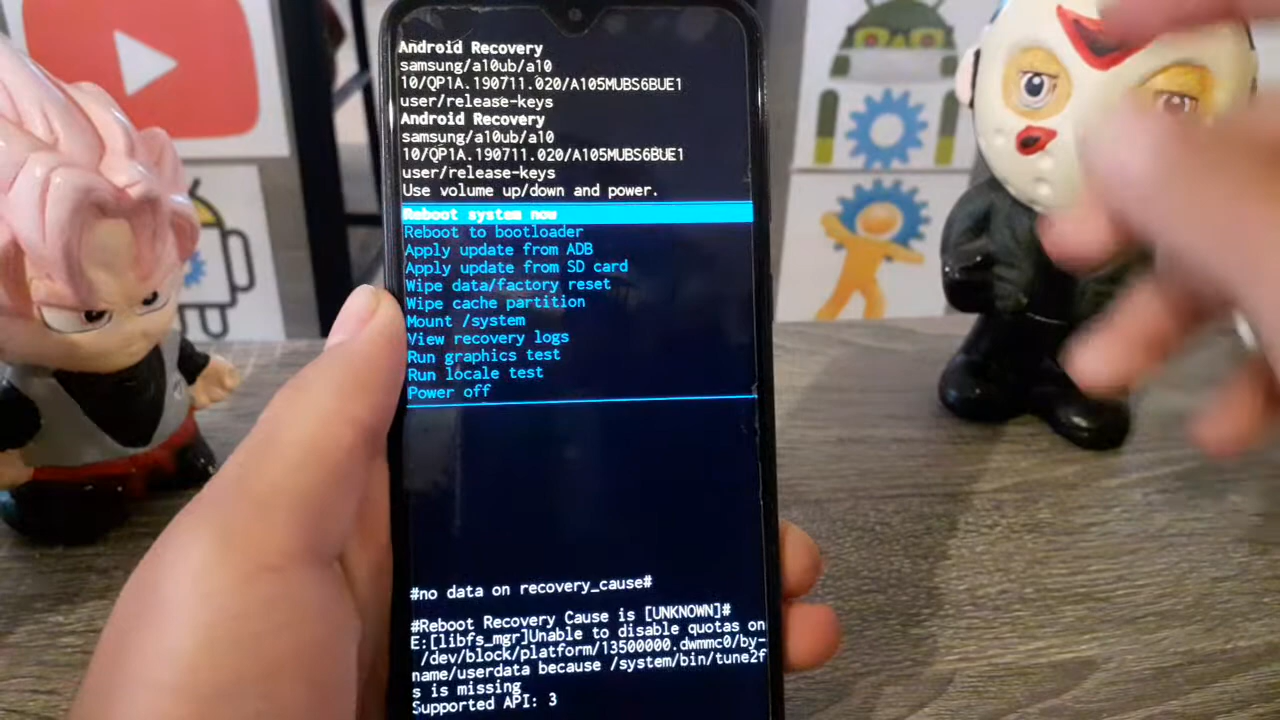 Android Recovery
samsung/a10ub/a10
10/QP1A.190711.020/A105MUBS6BUE1
user/release-keys
Android Recovery
samsung/a10ub/a10
10/QP1A.190711.020/A105MUBS6BUE1
user/release-keys
Use volume up/down and power.
Reboot system now
Reboot to bootloader
Apply update from ADB
Apply update from SD card
Wipe data/factory reset
Wipe cache partition
Mount /system
View recovery logs
Run graphics test
Run locale test
Power off
#no data on recovery_cause#
#Reboot Recovery Cause is [UNKNOWN]#
E:[libfs_mgr]Unable to disable quotas on
/dev/block/platform/13500000.dwmmc0/by-
name/userdata because /system/bin/tune2f
s is missing
Supported API: 3